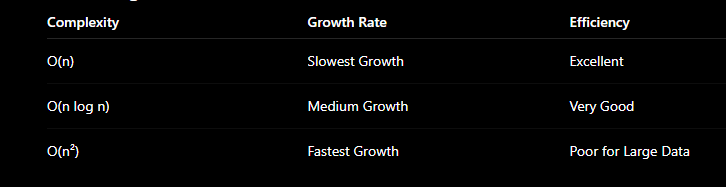 Complexity Growth Rate Efficiency
O(n) Slowest Growth Excellent
O(n log n) Medium Growth Very Good
O(n²) Fastest Growth Poor for Large Data